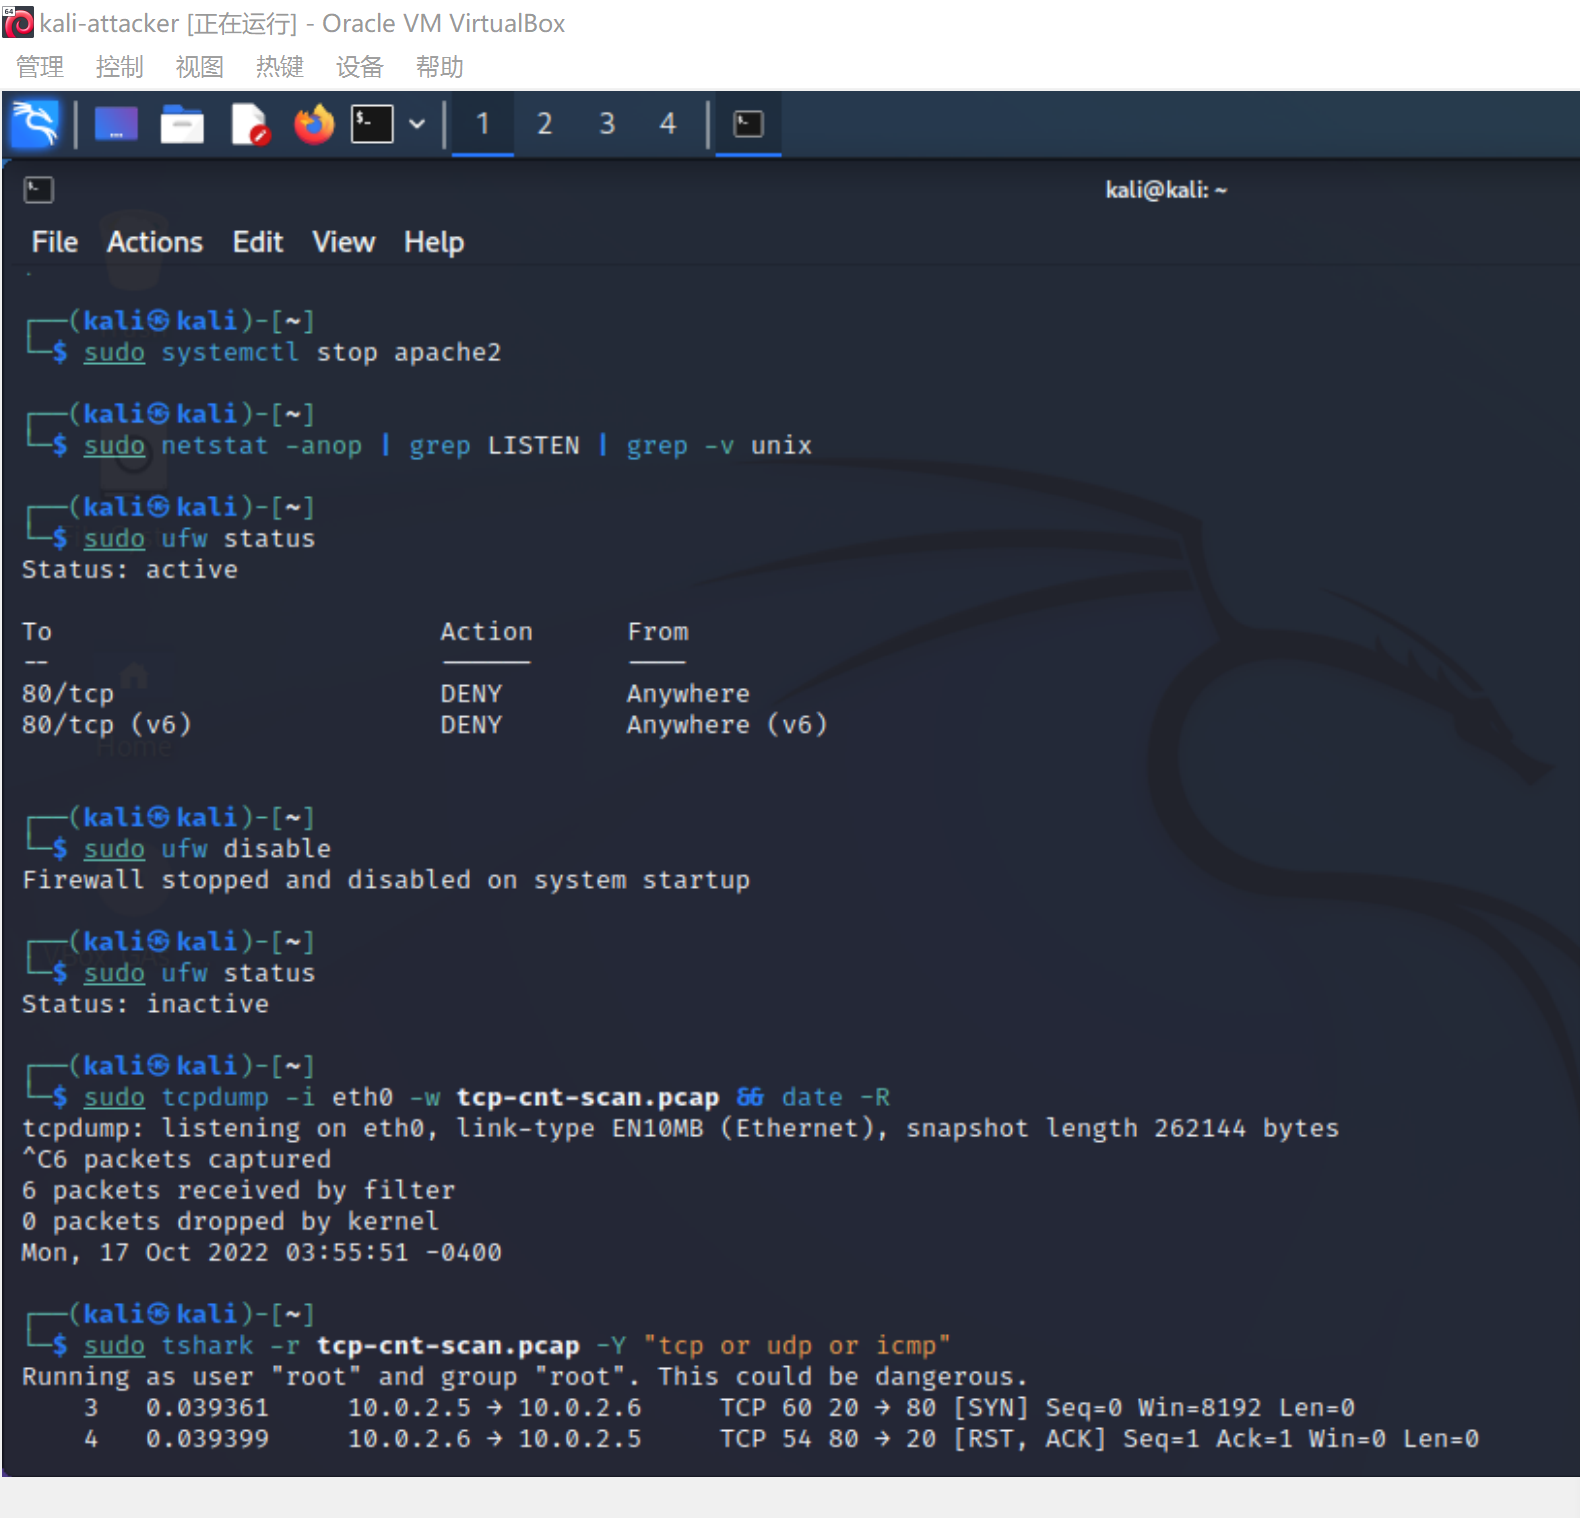 64
kali-attacker [正在运行] - Oracle VM VirtualBox
管理 控制 视图 热键 设备 帮助
1 2 3 4
kali@kali: ~
File Actions Edit View Help
┌──(kali㉿kali)-[~]
└─$ sudo systemctl stop apache2
┌──(kali㉿kali)-[~]
└─$ sudo netstat -anop | grep LISTEN | grep -v unix
┌──(kali㉿kali)-[~]
└─$ sudo ufw status
Status: active
To Action From
-- ------ ----
80/tcp DENY Anywhere
80/tcp (v6) DENY Anywhere (v6)
Home
┌──(kali㉿kali)-[~]
└─$ sudo ufw disable
Firewall stopped and disabled on system startup
┌──(kali㉿kali)-[~]
└─$ sudo ufw status
Status: inactive
┌──(kali㉿kali)-[~]
└─$ sudo tcpdump -i eth0 -w tcp-cnt-scan.pcap && date -R
tcpdump: listening on eth0, link-type EN10MB (Ethernet), snapshot length 262144 bytes
^C6 packets captured
6 packets received by filter
0 packets dropped by kernel
Mon, 17 Oct 2022 03:55:51 -0400
┌──(kali㉿kali)-[~]
└─$ sudo tshark -r tcp-cnt-scan.pcap -Y "tcp or udp or icmp"
Running as user "root" and group "root". This could be dangerous.
3 0.039361 10.0.2.5 → 10.0.2.6 TCP 60 20 → 80 [SYN] Seq=0 Win=8192 Len=0
4 0.039399 10.0.2.6 → 10.0.2.5 TCP 54 80 → 20 [RST, ACK] Seq=1 Ack=1 Win=0 Len=0